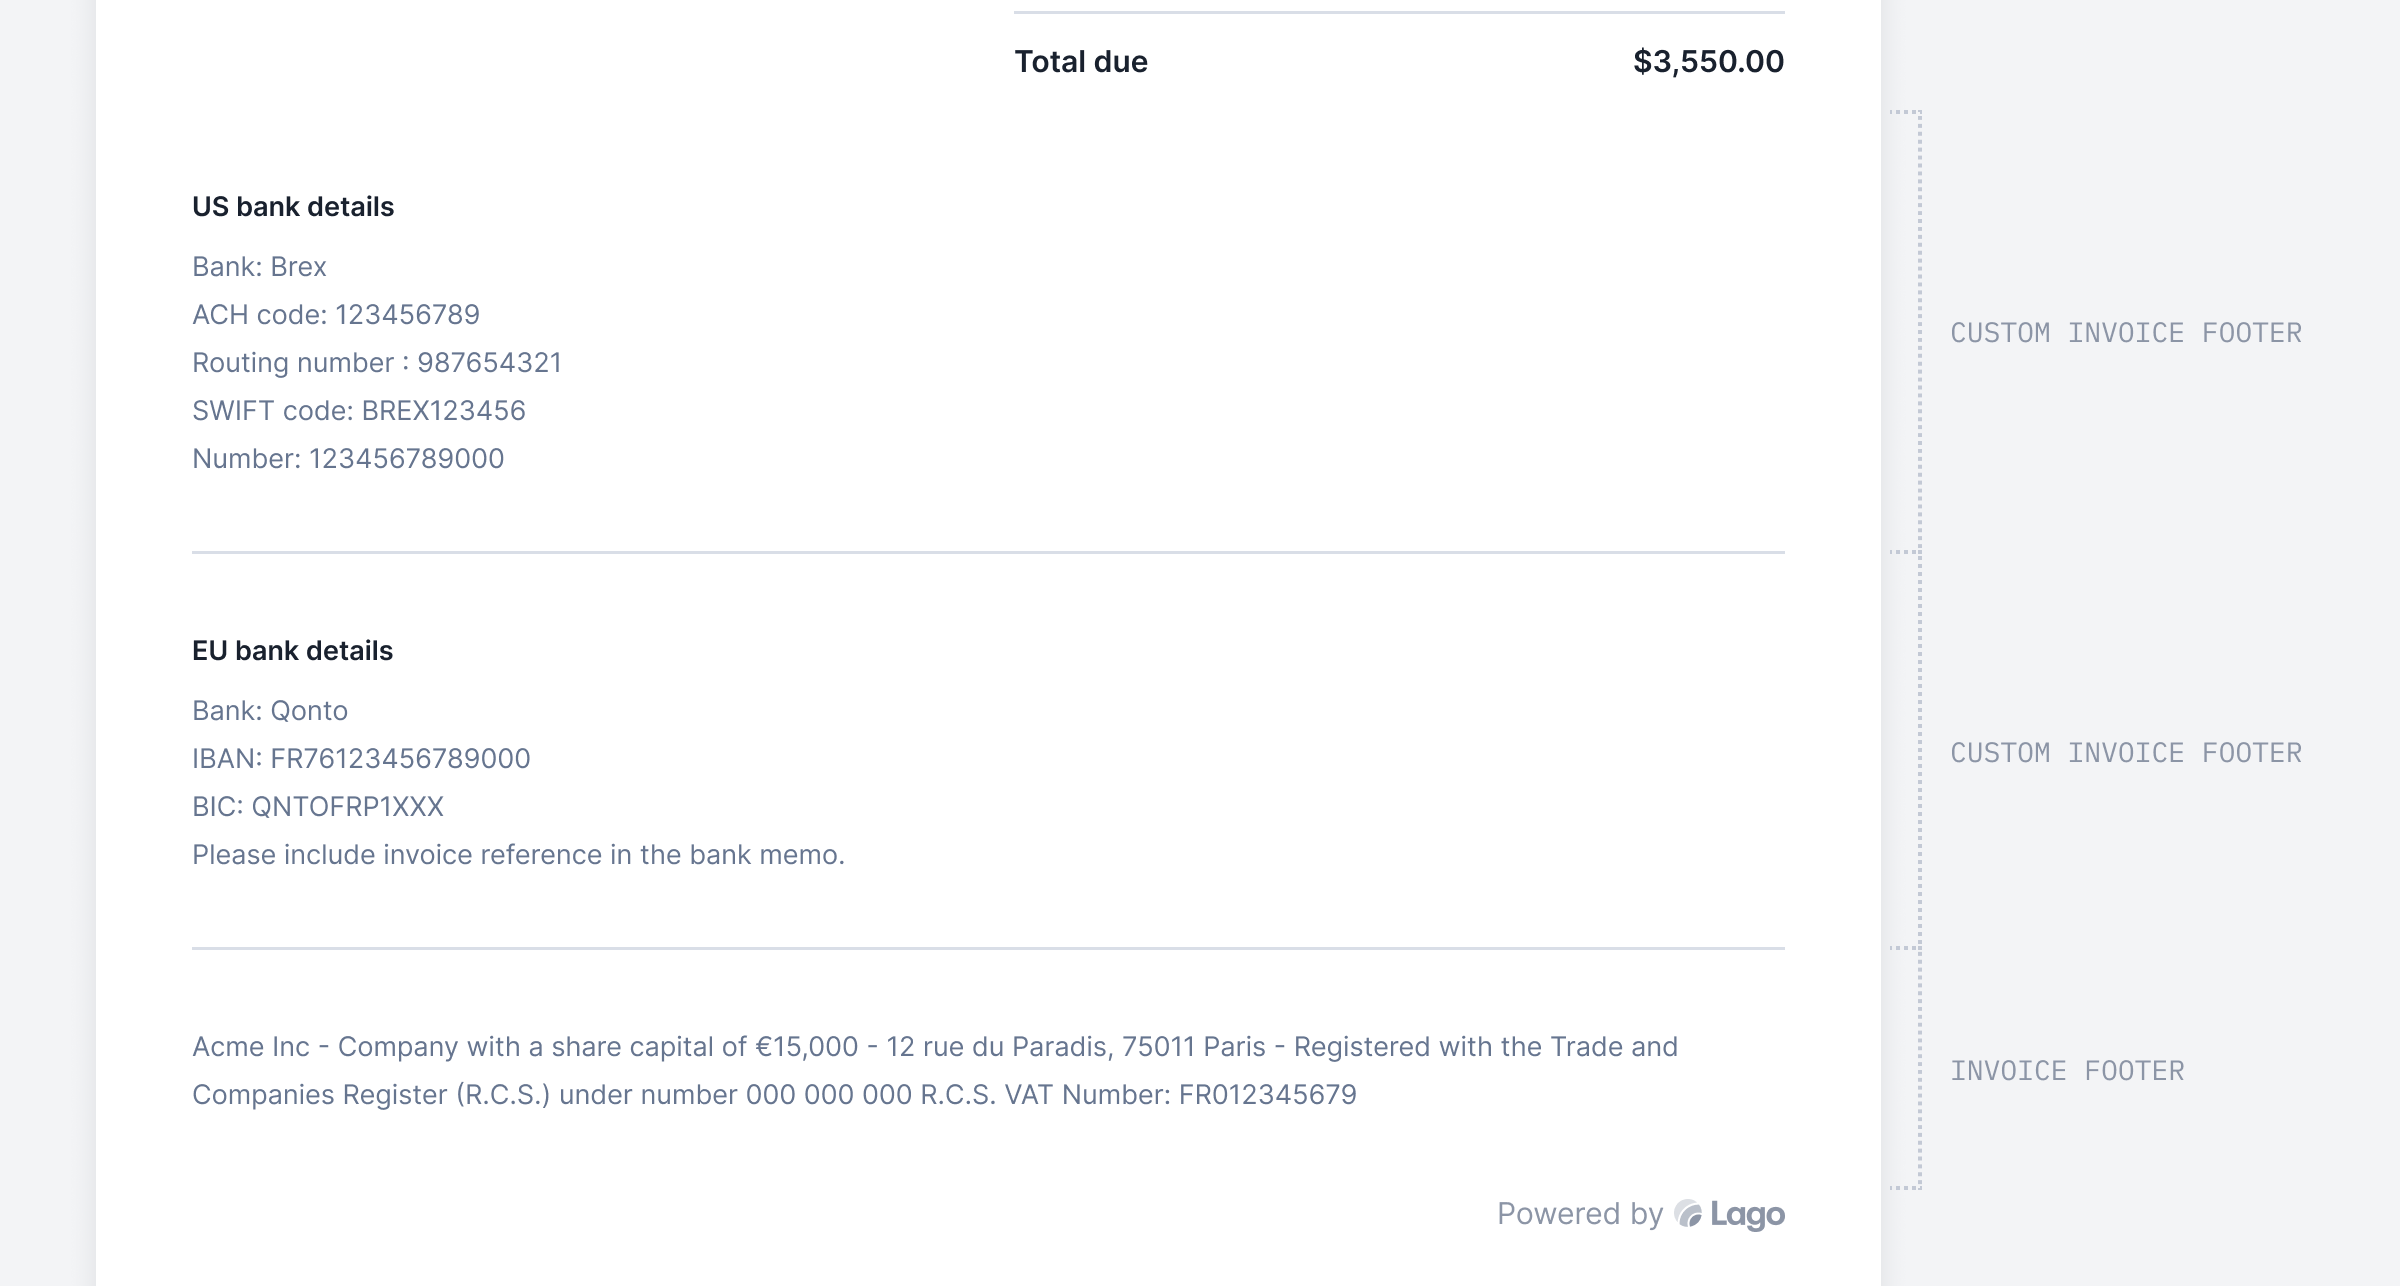 Total due $3,550.00
US bank details
Bank: Brex
ACH code: 123456789
Routing number : 987654321
SWIFT code: BREX123456
Number: 123456789000
CUSTOM INVOICE FOOTER
EU bank details
Bank: Qonto
IBAN: FR76123456789000
BIC: QNTOFRP1XXX
Please include invoice reference in the bank memo.
CUSTOM INVOICE FOOTER
Acme Inc - Company with a share capital of €15,000 - 12 rue du Paradis, 75011 Paris - Registered with the Trade and
Companies Register (R.C.S.) under number 000 000 000 R.C.S. VAT Number: FR012345679
INVOICE FOOTER
Powered by Lago